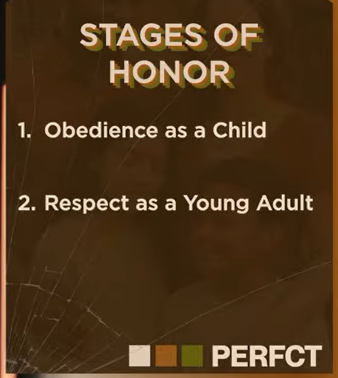 STAGES OF
HONOR
1. Obedience as a Child
2. Respect as a Young Adult
PERFCT